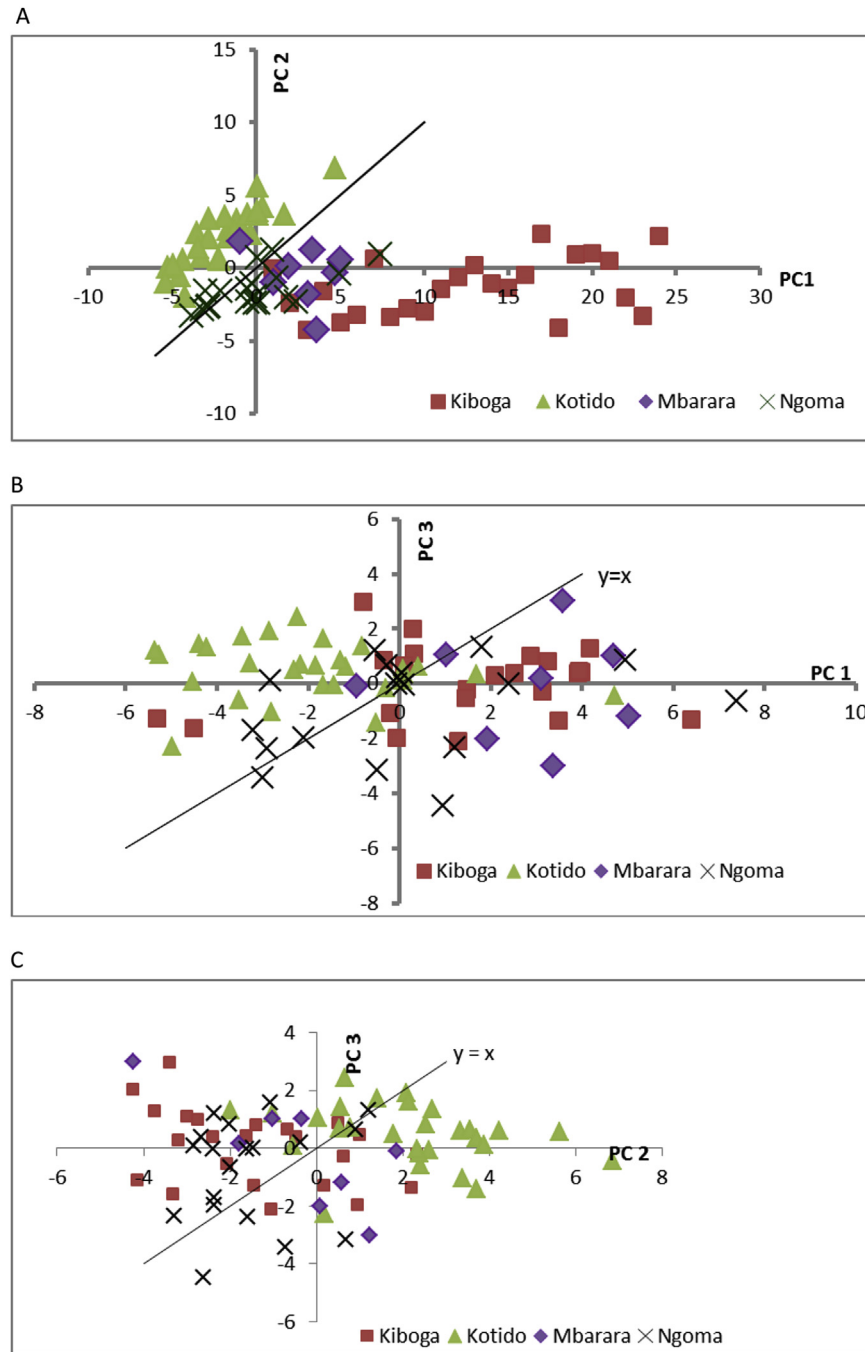 A
15
PC 2
10
5
0
PC1
-10 -5 0 5 10 15 20 25 30
-5
Kiboga Kotido Mbarara Ngoma
-10
B
6
PC 3
4
y=x
2
0
PC 1
-8 -6 -4 -2 0 2 4 6 8 10
-2
-4
-6
Kiboga Kotido Mbarara Ngoma
-8
C
4
PC 3
y = x
2
0
PC 2
-6 -4 -2 0 2 4 6 8
-2
-4
-6
Kiboga Kotido Mbarara Ngoma